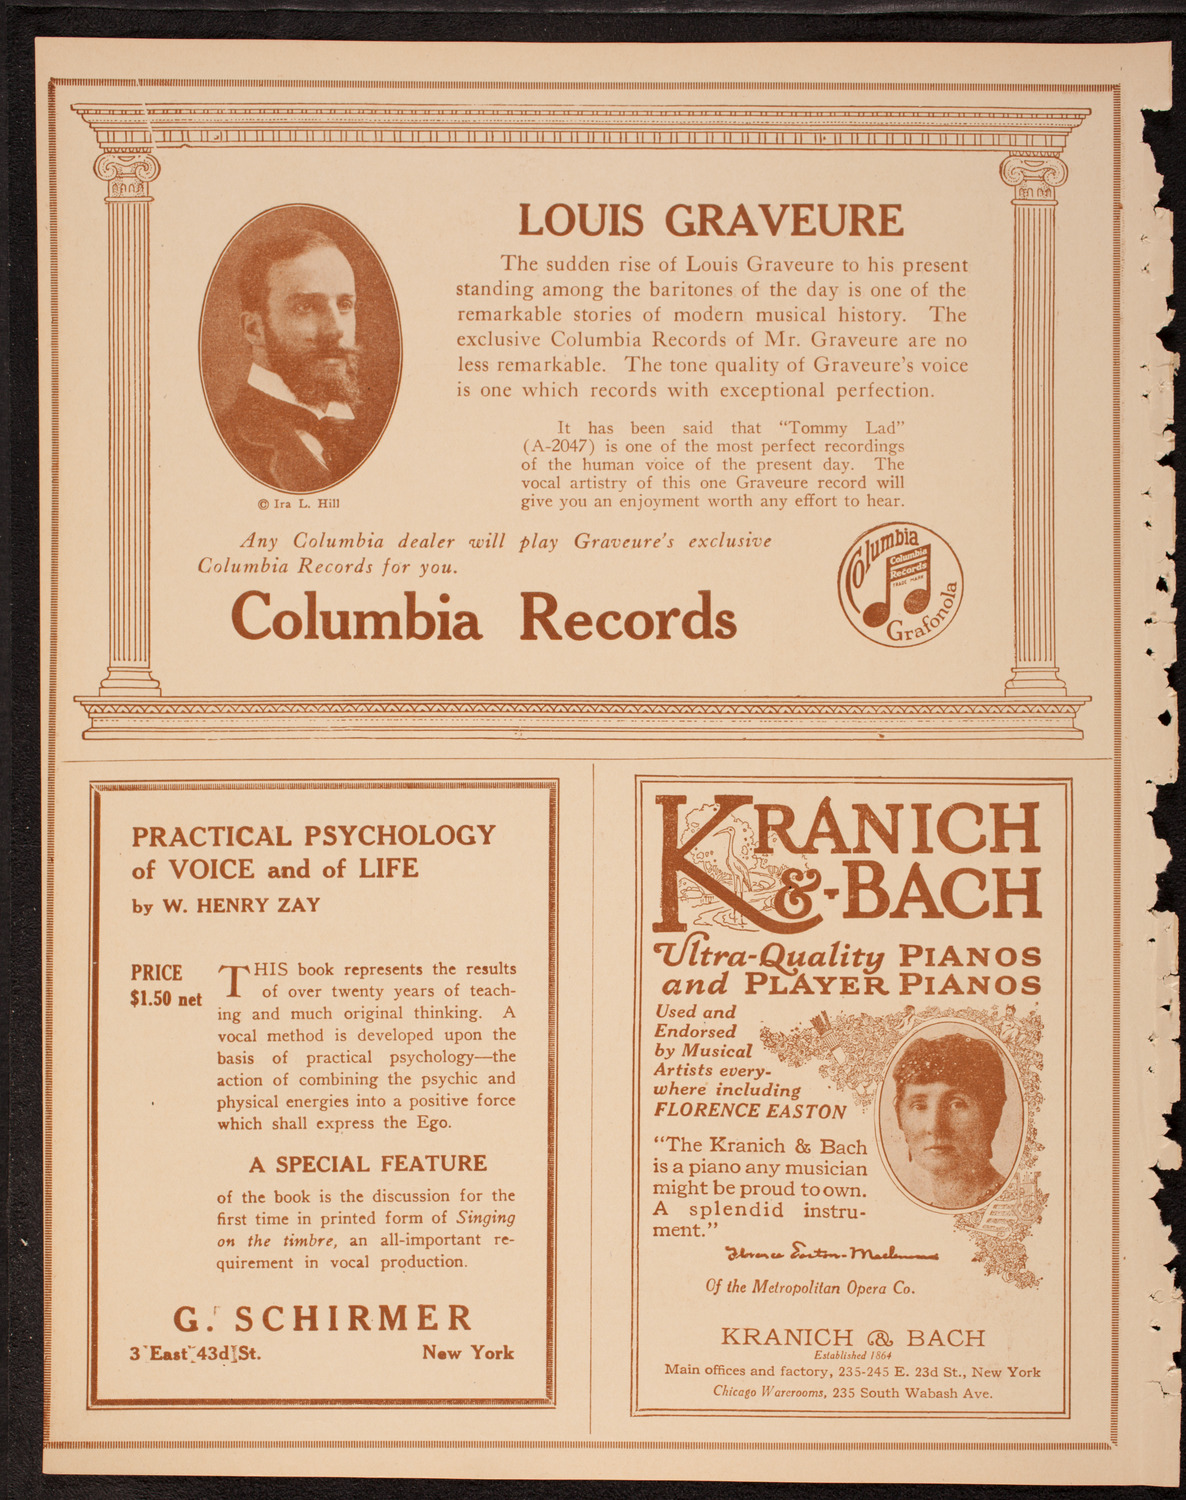 LOUIS GRAVEURE
The sudden rise of Louis Graveure to his present
standing among the baritones of the day is one of the
remarkable stories of modern musical history. The
exclusive Columbia Records of Mr. Graveure are no
less remarkable. The tone quality of Graveure's voice
is one which records with exceptional perfection.
It has been said that “Tommy Lad”
(A-2047) is one of the most perfect recordings
of the human voice of the present day. The
vocal artistry of this one Graveure record will
give you an enjoyment worth any effort to hear.
© Ira L. Hill
Any Columbia dealer will play Graveure's exclusive
Columbia Records for you.
Columbia Records
Columbia
Columbia
Records
TRADE MARK
Grafonola
PRACTICAL PSYCHOLOGY
of VOICE and of LIFE
by W. HENRY ZAY
PRICE
$1.50 net
THIS book represents the results
of over twenty years of teach-
ing and much original thinking. A
vocal method is developed upon the
basis of practical psychology—the
action of combining the psychic and
physical energies into a positive force
which shall express the Ego.
A SPECIAL FEATURE
of the book is the discussion for the
first time in printed form of Singing
on the timbre, an all-important re-
quirement in vocal production.
G. SCHIRMER
3 East 43d St. New York
KRANICH
&-BACH
Ultra-Quality PIANOS
and PLAYER PIANOS
Used and
Endorsed
by Musical
Artists every-
where including
FLORENCE EASTON
“The Kranich & Bach
is a piano any musician
might be proud to own.
A splendid instru-
ment.”
Florence Easton-Maclennan
Of the Metropolitan Opera Co.
KRANICH & BACH
Established 1864
Main offices and factory, 235-245 E. 23d St., New York
Chicago Warerooms, 235 South Wabash Ave.